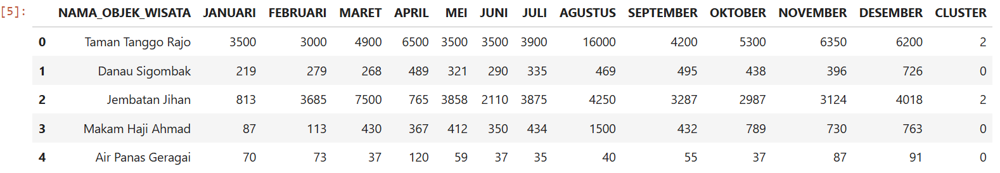 [5]: NAMA_OBJEK_WISATA JANUARI FEBRUARI MARET APRIL MEI JUNI JULI AGUSTUS SEPTEMBER OKTOBER NOVEMBER DESEMBER CLUSTER
0 Taman Tanggo Rajo 3500 3000 4900 6500 3500 3500 3900 16000 4200 5300 6350 6200 2
1 Danau Sigombak 219 279 268 489 321 290 335 469 495 438 396 726 0
2 Jembatan Jihan 813 3685 7500 765 3858 2110 3875 4250 3287 2987 3124 4018 2
3 Makam Haji Ahmad 87 113 430 367 412 350 434 1500 432 789 730 763 0
4 Air Panas Geragai 70 73 37 120 59 37 35 40 55 37 87 91 0